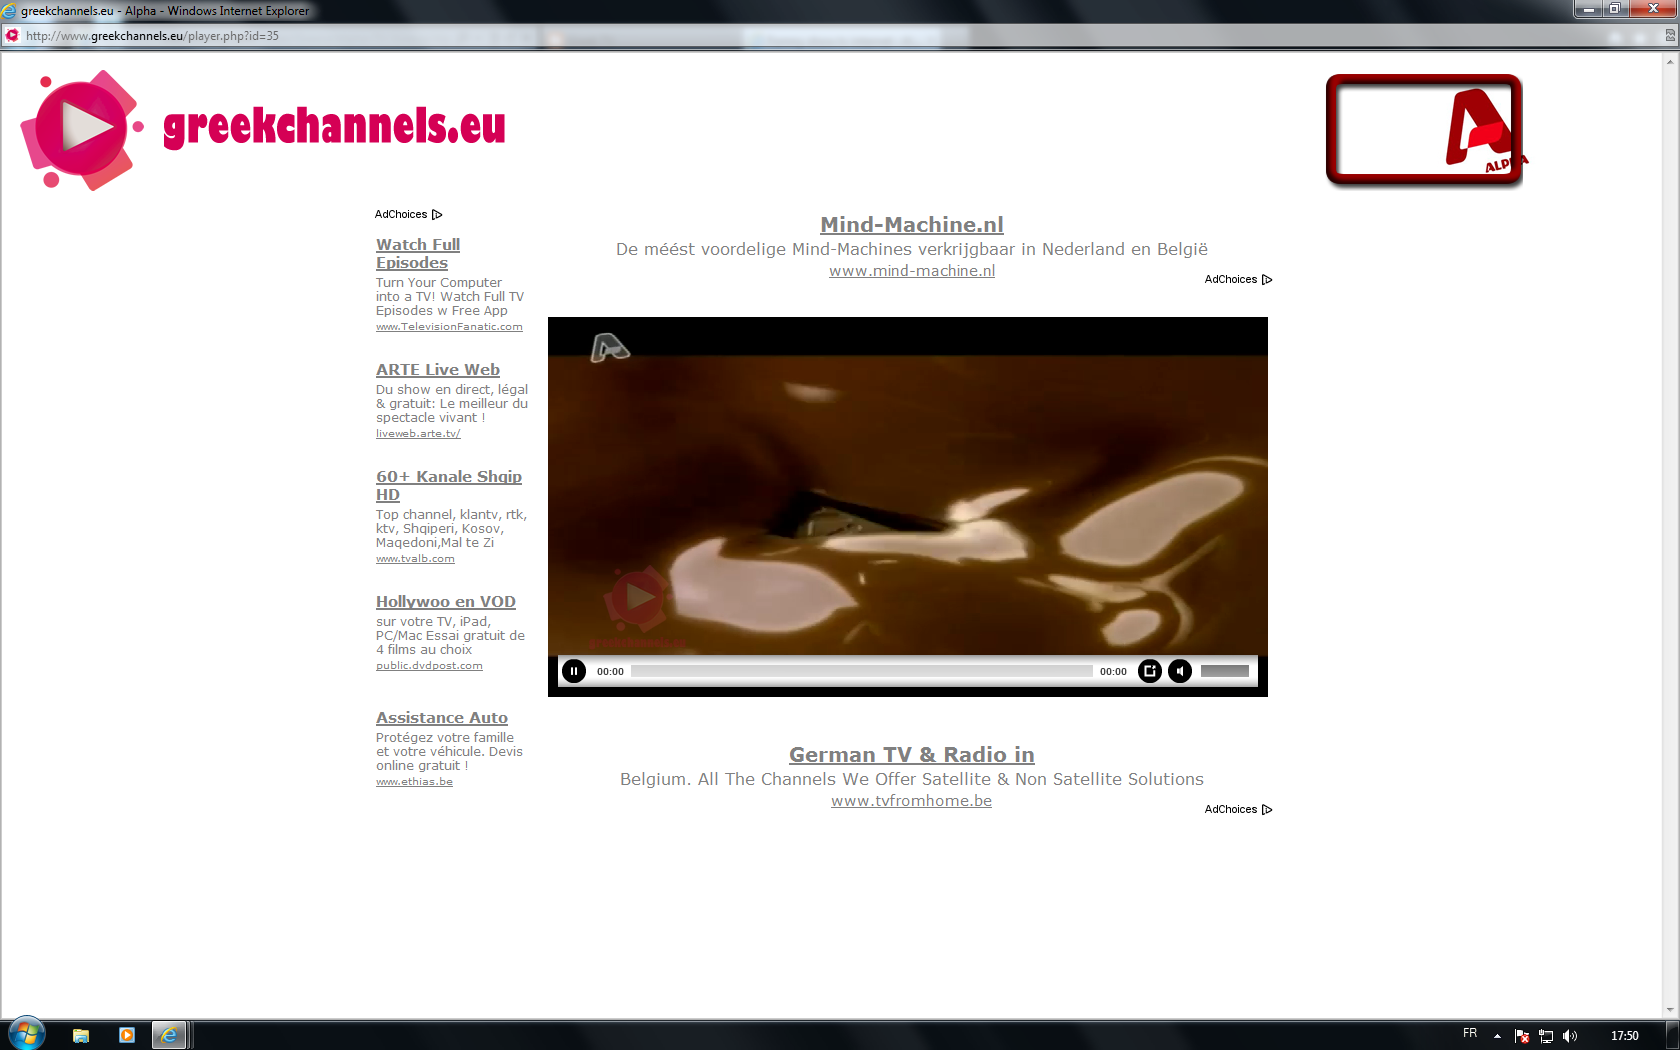 greekchannels.eu - Alpha - Windows Internet Explorer
http://www.greekchannels.eu/player.php?id=35
greekchannels.eu
ALPHA
AdChoices
Watch Full
Episodes
Turn Your Computer
into a TV! Watch Full TV
Episodes w Free App
www.TelevisionFanatic.com
ARTE Live Web
Du show en direct, légal
& gratuit: Le meilleur du
spectacle vivant !
liveweb.arte.tv/
60+ Kanale Shqip
HD
Top channel, klantv, rtk,
ktv, Shqiperi, Kosov,
Maqedoni,Mal te Zi
www.tvalb.com
Hollywoo en VOD
sur votre TV, iPad,
PC/Mac Essai gratuit de
4 films au choix
public.dvdpost.com
Assistance Auto
Protégez votre famille
et votre véhicule. Devis
online gratuit !
www.ethias.be
Mind-Machine.nl
De méést voordelige Mind-Machines verkrijgbaar in Nederland en België
www.mind-machine.nl
AdChoices
greekchannels.eu
00:00 00:00
German TV & Radio in
Belgium. All The Channels We Offer Satellite & Non Satellite Solutions
www.tvfromhome.be
AdChoices
FR 17:50